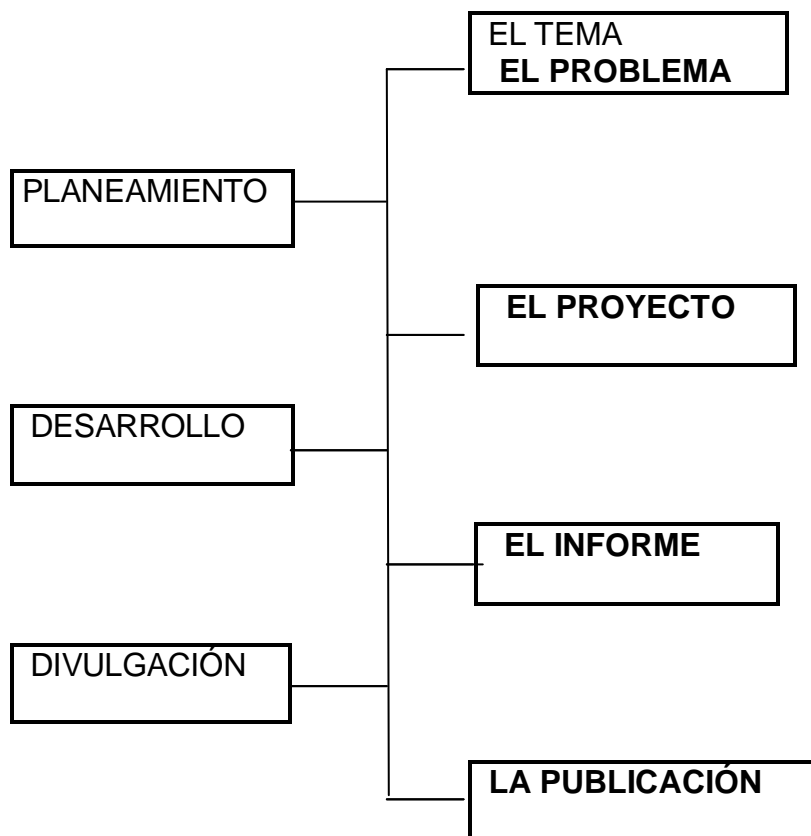 EL TEMA
EL PROBLEMA
PLANEAMIENTO
EL PROYECTO
DESARROLLO
EL INFORME
DIVULGACIÓN
LA PUBLICACIÓN